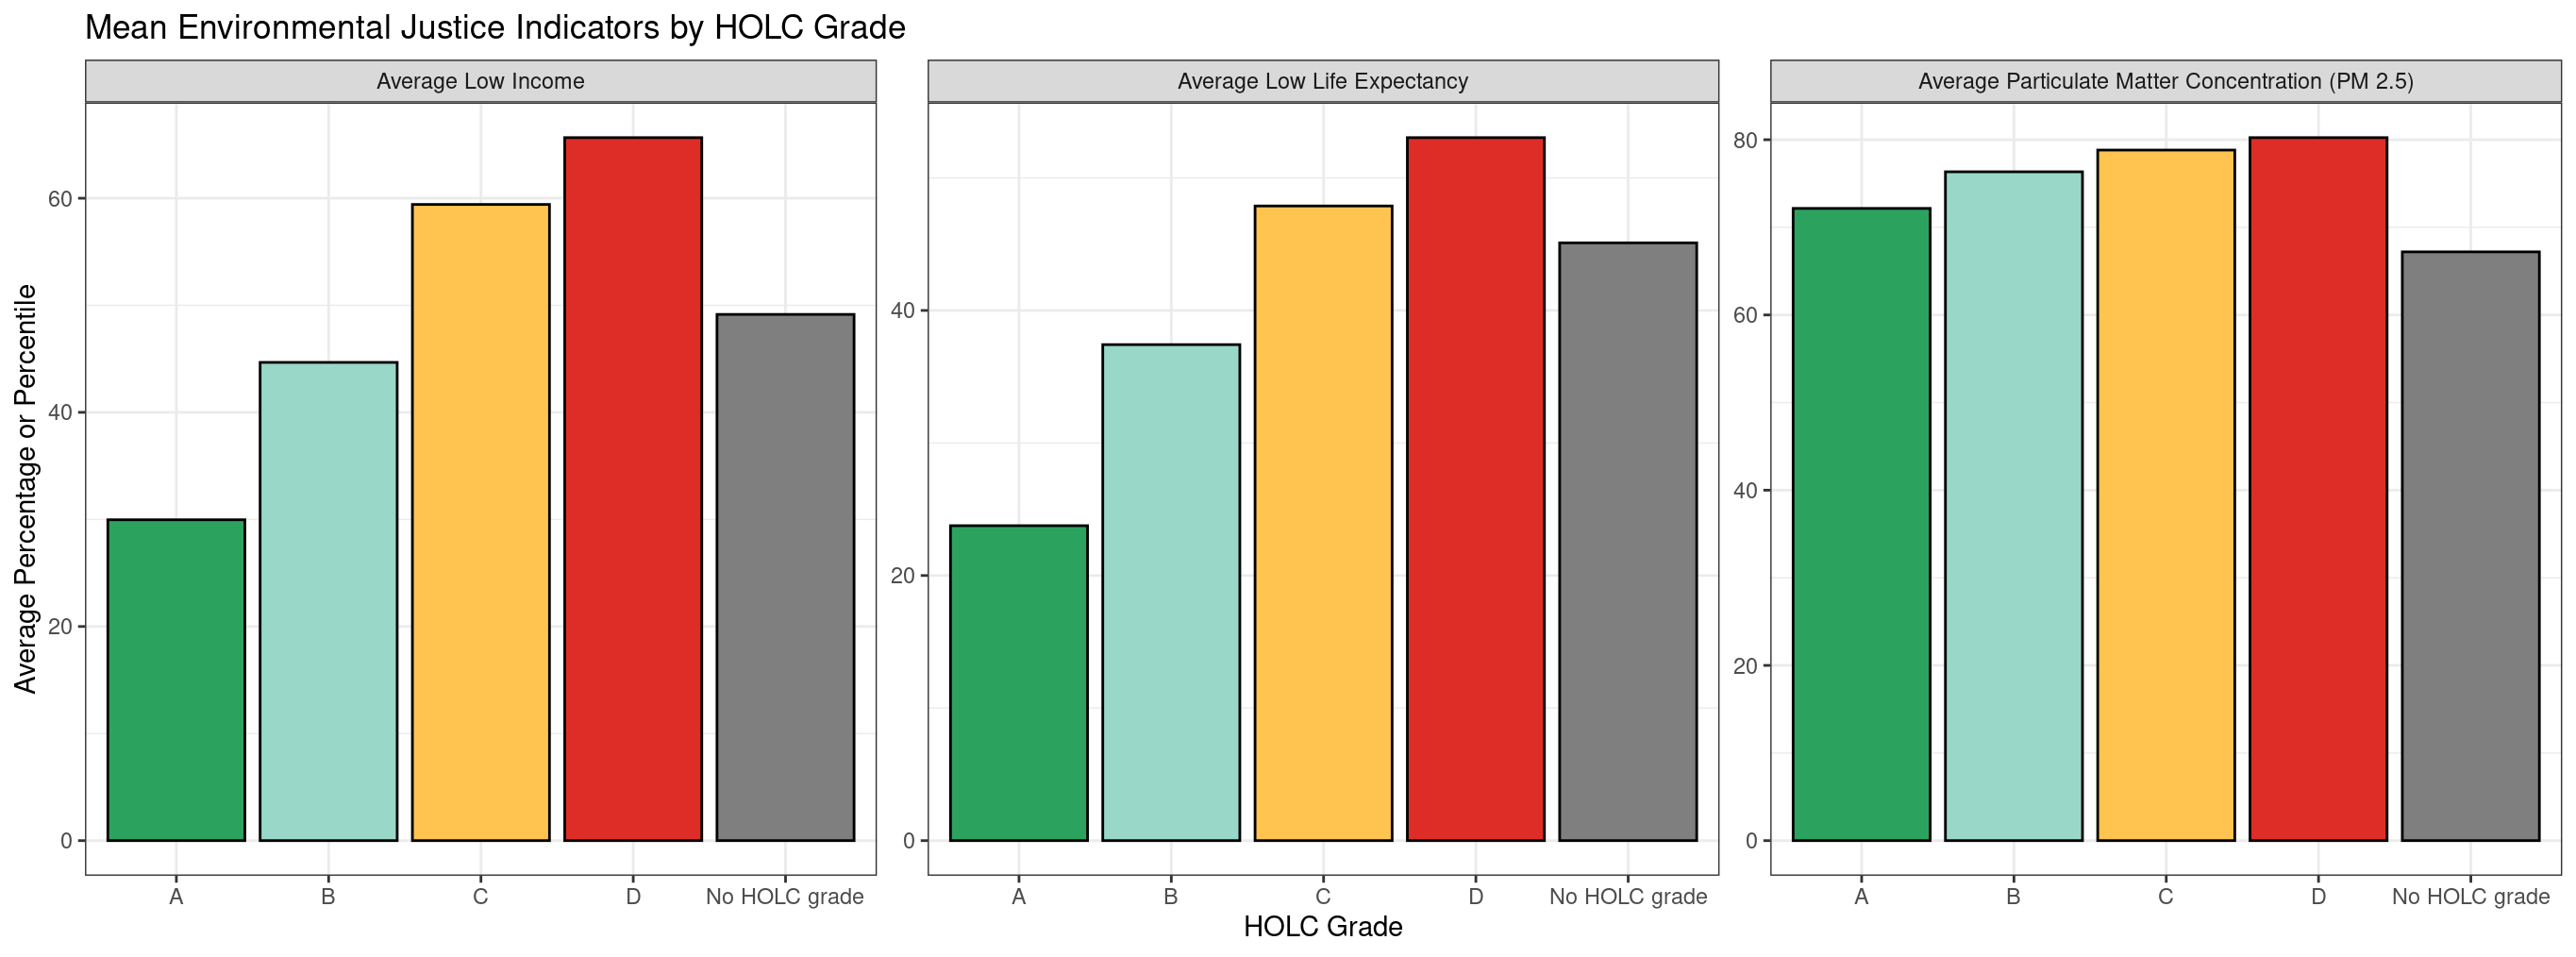 Mean Environmental Justice Indicators by HOLC Grade
Average Low Income
Average Low Life Expectancy
Average Particulate Matter Concentration (PM 2.5)
Average Percentage or Percentile
60
40
20
0
40
20
0
80
60
40
20
0
A B C D No HOLC grade
A B C D No HOLC grade
A B C D No HOLC grade
HOLC Grade